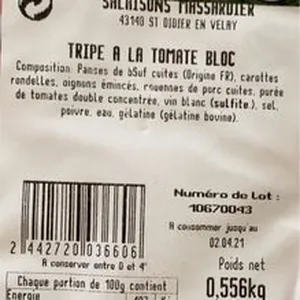 SALAISONS MASSARDIER
43140 ST DIDIER EN VELAY
TRIPE A LA TOMATE BLOC
Composition: Panses de bSuf cuites (Origine FR), carottes
rondelles, oignons émincés, couennes de porc cuites, purée
de tomates double concentrée, vin blanc (sulfite), sel,
poivre, eau, gélatine (gélatine bovine).
Numéro de Lot :
10670043
A consommer jusqu'au
02.04.21
2 442720 036606
A conserver entre 0 et 4°
Poids net
0,556kg
Chaque portion de 100g contient
Energie